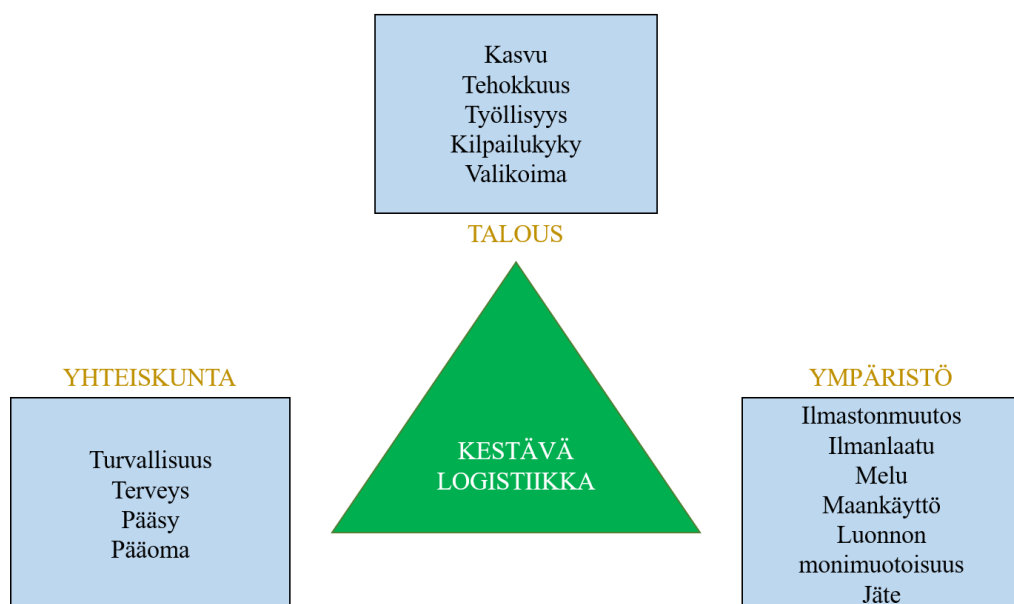 Kasvu
Tehokkuus
Työllisyys
Kilpailukyky
Valikoima
TALOUS
YHTEISKUNTA
Turvallisuus
Terveys
Pääsy
Pääoma
KESTÄVÄ
LOGISTIIKKA
YMPÄRISTÖ
Ilmastonmuutos
Ilmanlaatu
Melu
Maankäyttö
Luonnon
monimuotoisuus
Jäte